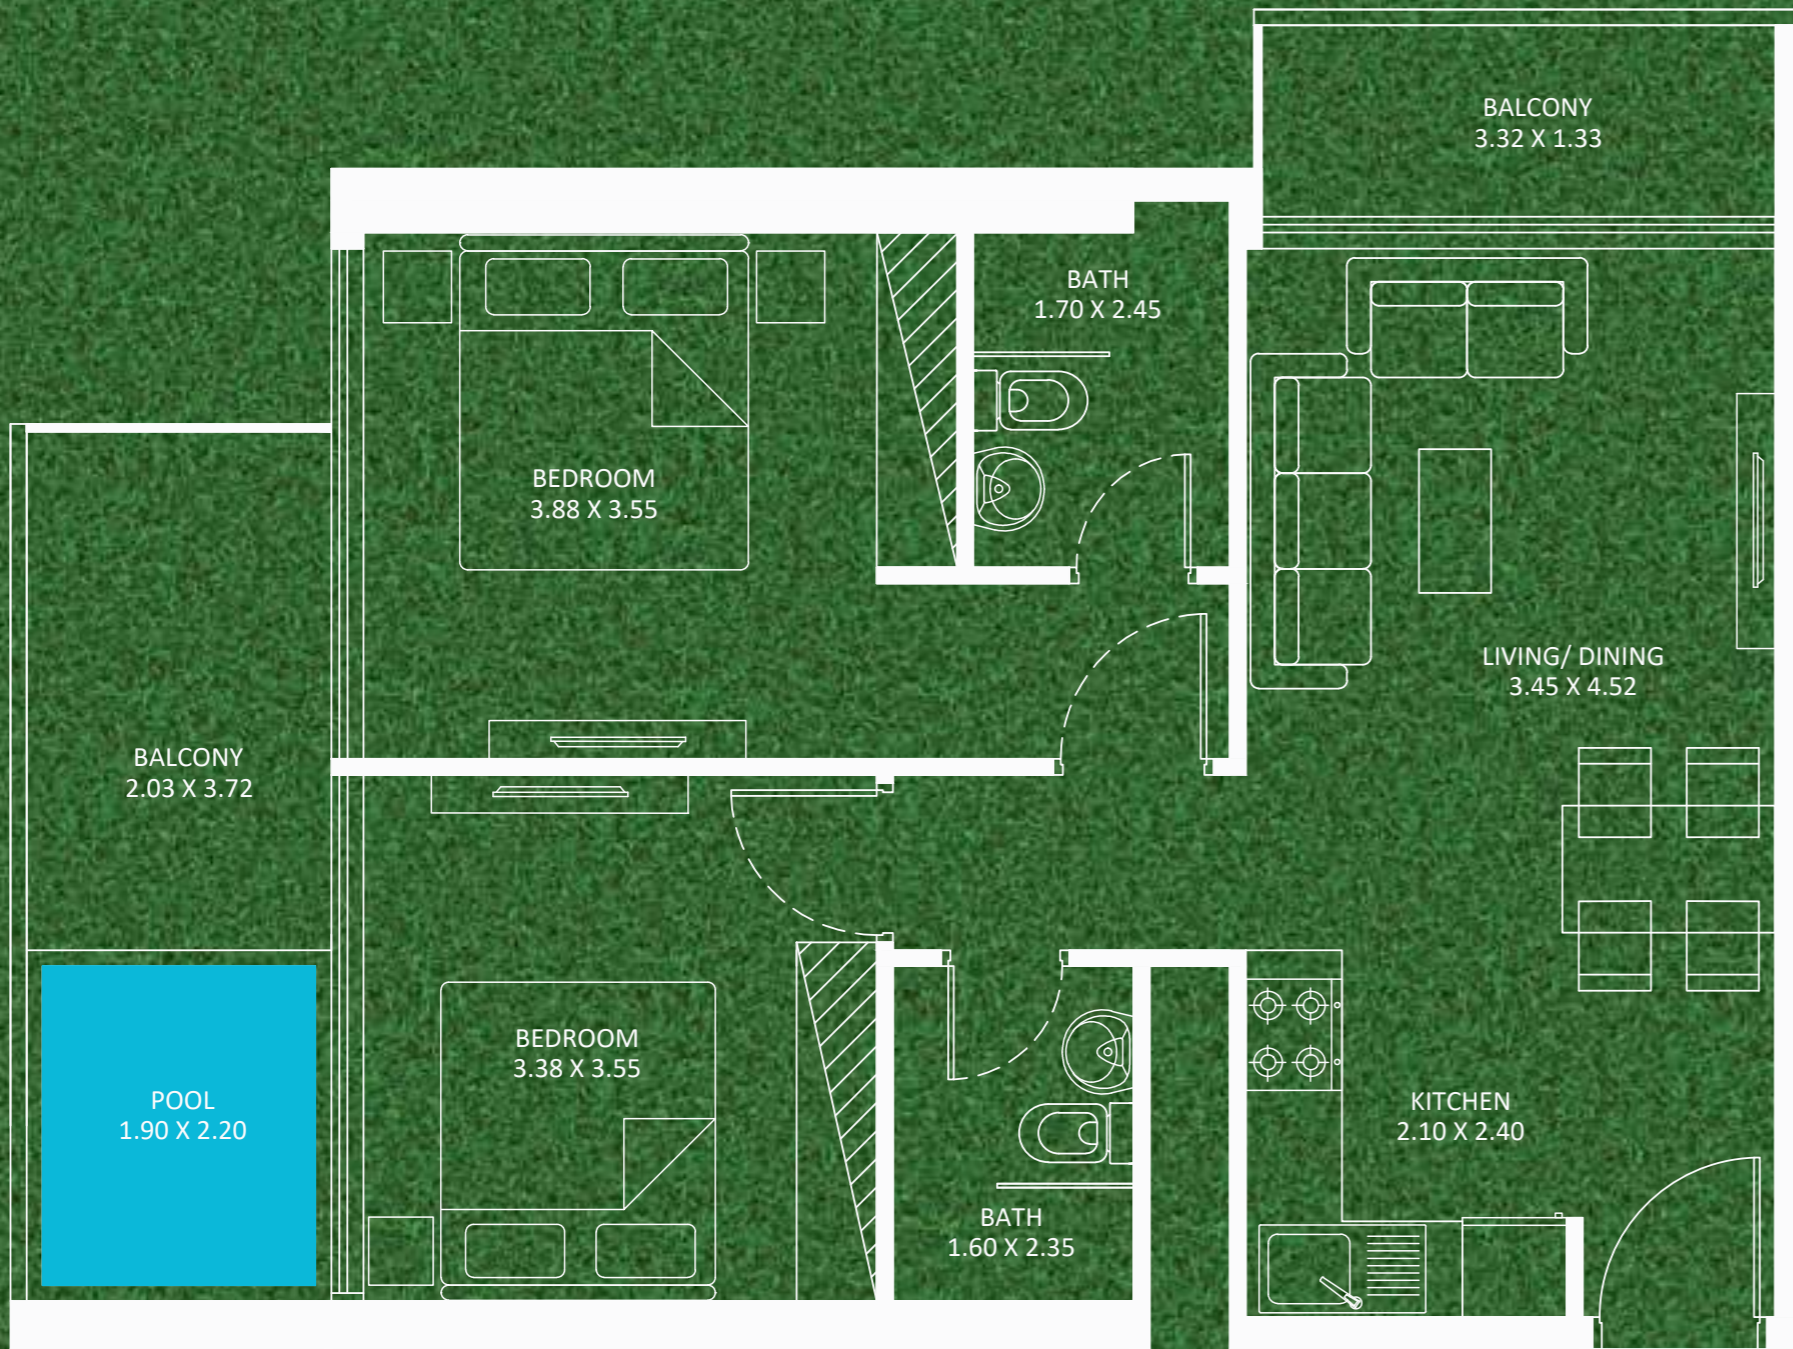 BALCONY
3.32 X 1.33
BATH
1.70 X 2.45
BEDROOM
3.88 X 3.55
LIVING/ DINING
3.45 X 4.52
BALCONY
2.03 X 3.72
BEDROOM
3.38 X 3.55
POOL
1.90 X 2.20
KITCHEN
2.10 X 2.40
BATH
1.60 X 2.35